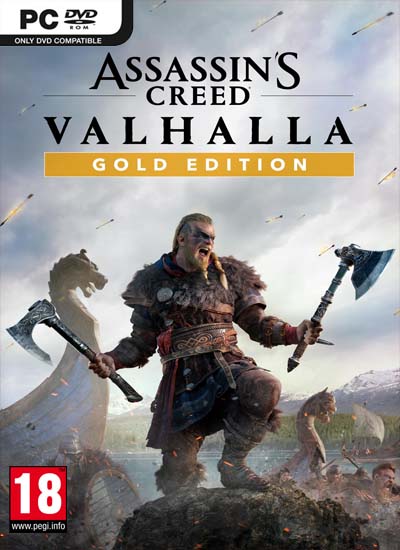 PC DVD
ROM
ONLY DVD COMPATIBLE
ASSASSIN'S
CREED
VALHALLA
GOLD EDITION
18
www.pegi.info